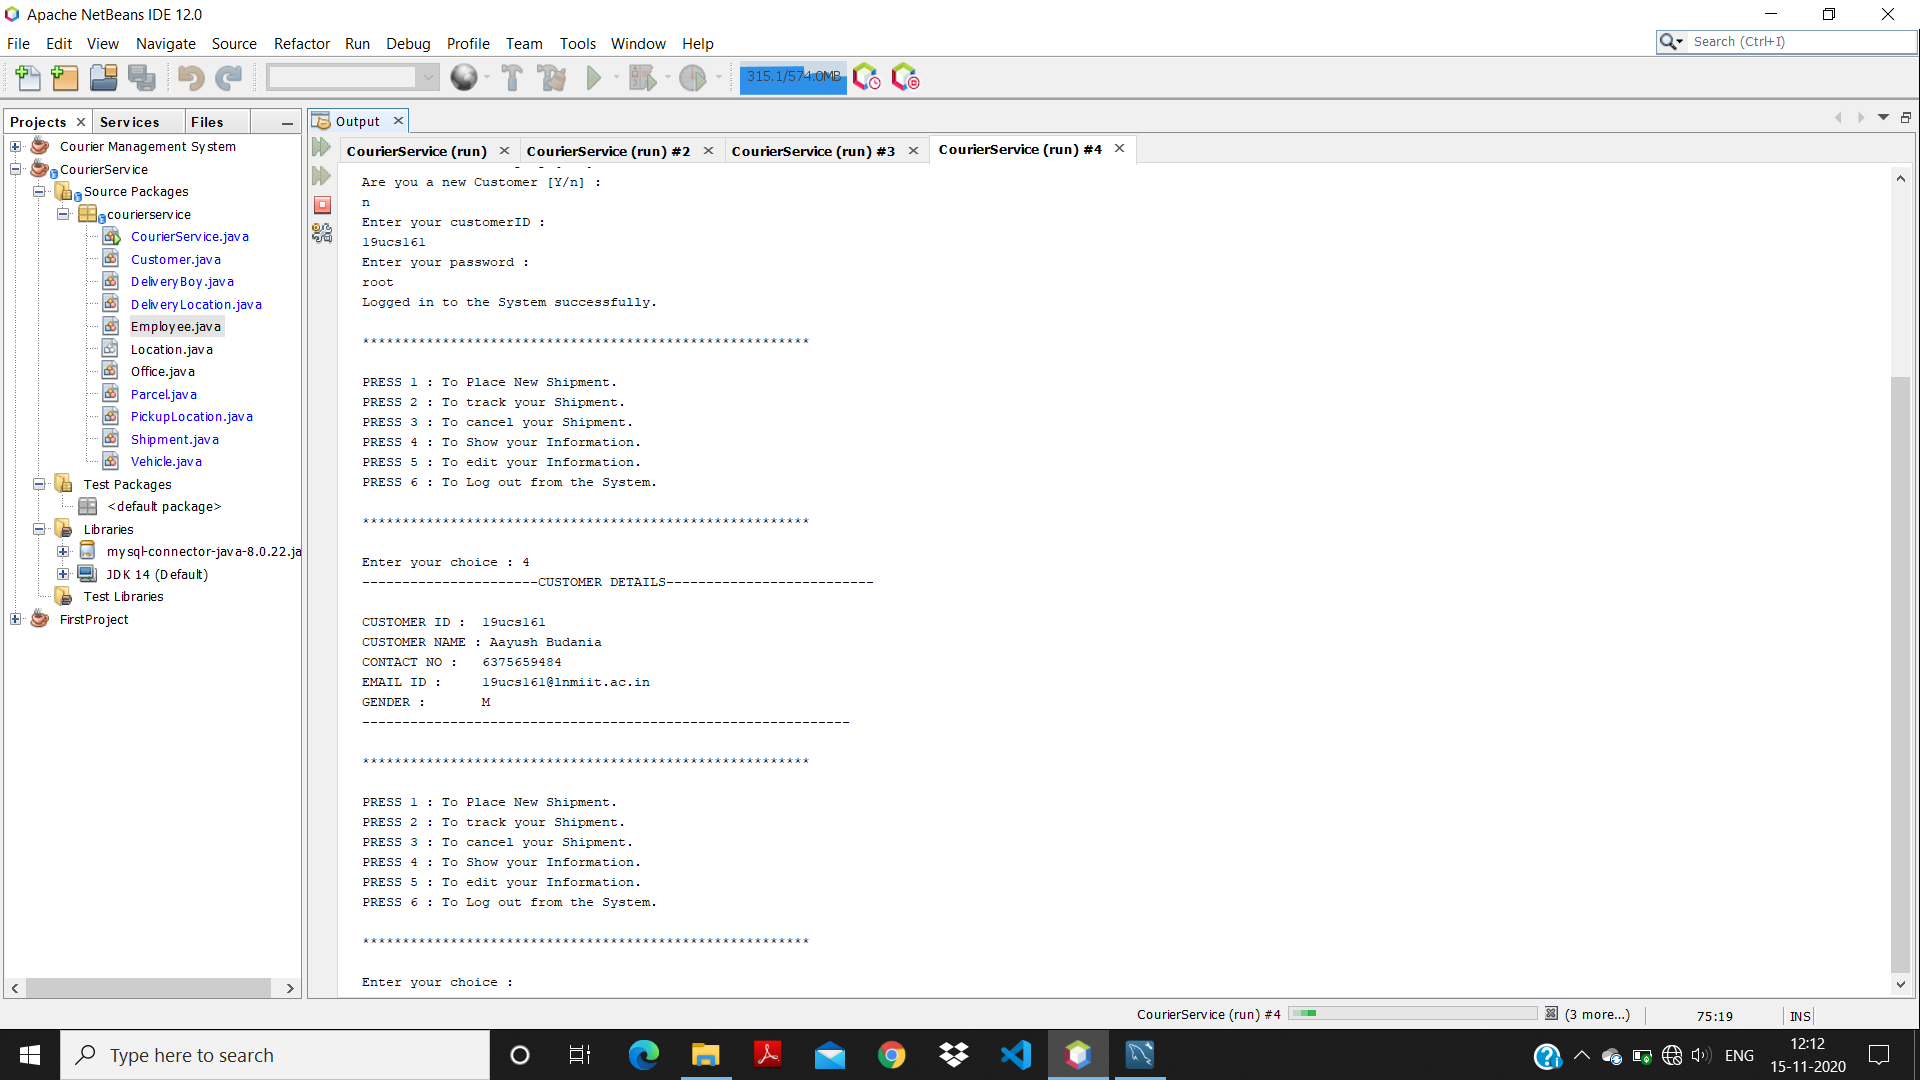 Apache NetBeans IDE 12.0
File Edit View Navigate Source Refactor Run Debug Profile Team Tools Window Help
Search (Ctrl+I)
315.1/574.0MB
Projects Services Files
Courier Management System
CourierService
Source Packages
courierservice
CourierService.java
Customer.java
DeliveryBoy.java
DeliveryLocation.java
Employee.java
Location.java
Office.java
Parcel.java
PickupLocation.java
Shipment.java
Vehicle.java
Test Packages
<default package>
Libraries
mysql-connector-java-8.0.22.ja
JDK 14 (Default)
Test Libraries
FirstProject
Output
CourierService (run) CourierService (run) #2 CourierService (run) #3 CourierService (run) #4
Are you a new Customer [Y/n] :
n
Enter your customerID :
19ucs161
Enter your password :
root
Logged in to the System successfully.
********************************************************
PRESS 1 : To Place New Shipment.
PRESS 2 : To track your Shipment.
PRESS 3 : To cancel your Shipment.
PRESS 4 : To Show your Information.
PRESS 5 : To edit your Information.
PRESS 6 : To Log out from the System.
********************************************************
Enter your choice : 4
----------------------CUSTOMER DETAILS--------------------------
CUSTOMER ID : 19ucs161
CUSTOMER NAME : Aayush Budania
CONTACT NO : 6375659484
EMAIL ID : 19ucs161@lnmiit.ac.in
GENDER : M
-------------------------------------------------------------
********************************************************
PRESS 1 : To Place New Shipment.
PRESS 2 : To track your Shipment.
PRESS 3 : To cancel your Shipment.
PRESS 4 : To Show your Information.
PRESS 5 : To edit your Information.
PRESS 6 : To Log out from the System.
********************************************************
Enter your choice :
CourierService (run) #4 (3 more...) 75:19 INS
Type here to search
ENG
12:12
15-11-2020